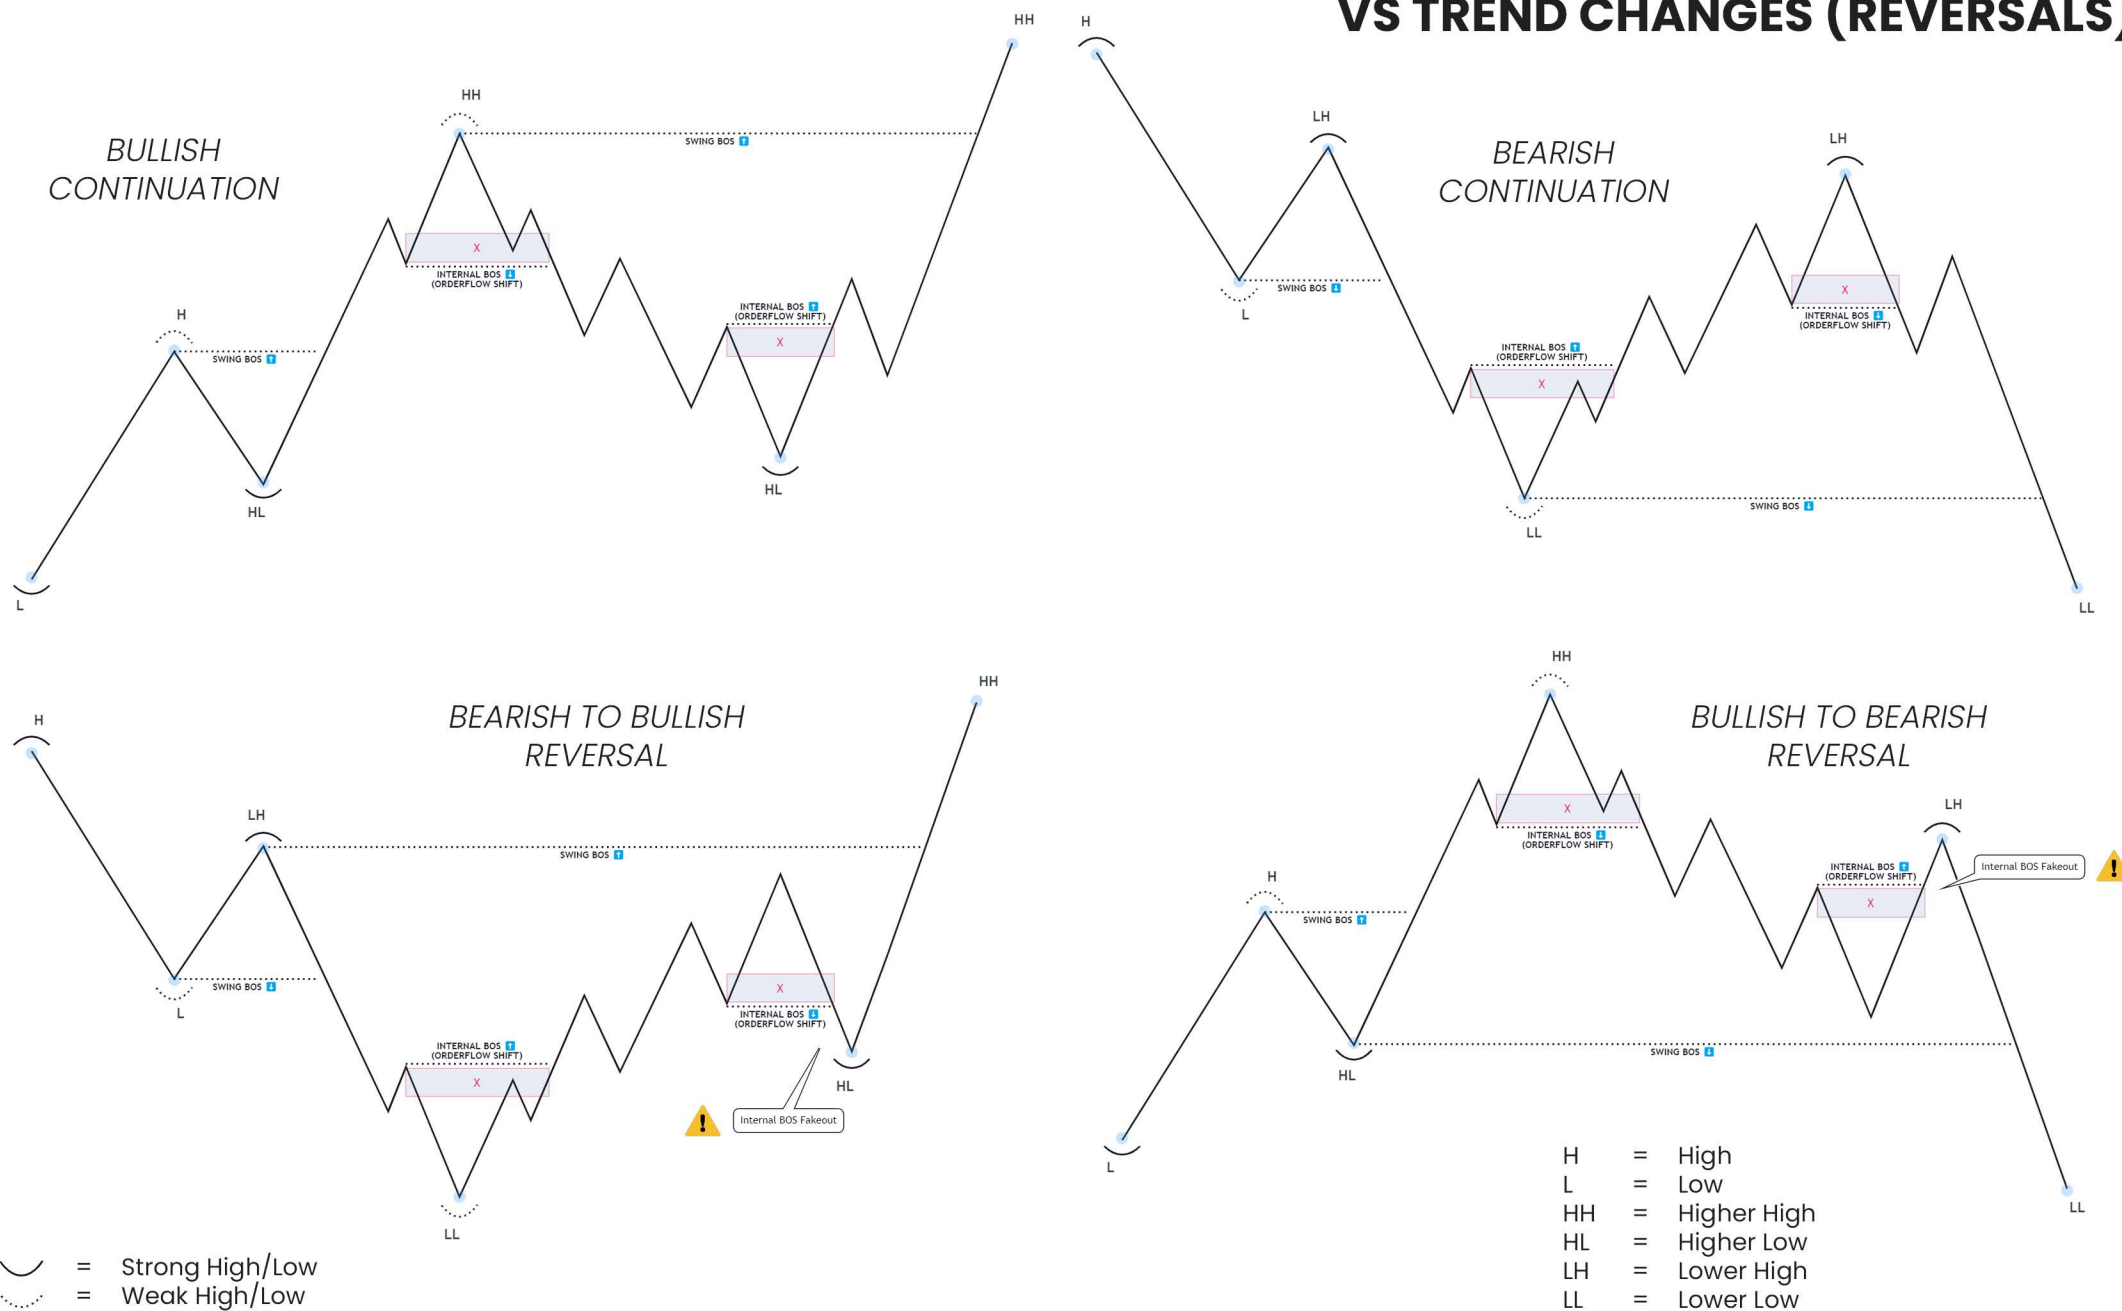 VS TREND CHANGES (REVERSALS)
HH
HH
SWING BOS ⬆
BULLISH
CONTINUATION
X
INTERNAL BOS ⬇
(ORDERFLOW SHIFT)
H
SWING BOS ⬆
INTERNAL BOS ⬆
(ORDERFLOW SHIFT)
X
HL
HL
L
H
LH
LH
BEARISH
CONTINUATION
L
SWING BOS ⬇
X
INTERNAL BOS ⬇
(ORDERFLOW SHIFT)
INTERNAL BOS ⬆
(ORDERFLOW SHIFT)
X
SWING BOS ⬇
LL
LL
H
BEARISH TO BULLISH
REVERSAL
HH
LH
SWING BOS ⬆
SWING BOS ⬇
L
X
INTERNAL BOS ⬇
(ORDERFLOW SHIFT)
INTERNAL BOS ⬆
(ORDERFLOW SHIFT)
X
HL
Internal BOS Fakeout
LL
HH
BULLISH TO BEARISH
REVERSAL
X
INTERNAL BOS ⬇
(ORDERFLOW SHIFT)
LH
Internal BOS Fakeout
INTERNAL BOS ⬆
(ORDERFLOW SHIFT)
X
H
SWING BOS ⬆
SWING BOS ⬇
HL
L
LL
= Strong High/Low
= Weak High/Low
H = High
L = Low
HH = Higher High
HL = Higher Low
LH = Lower High
LL = Lower Low